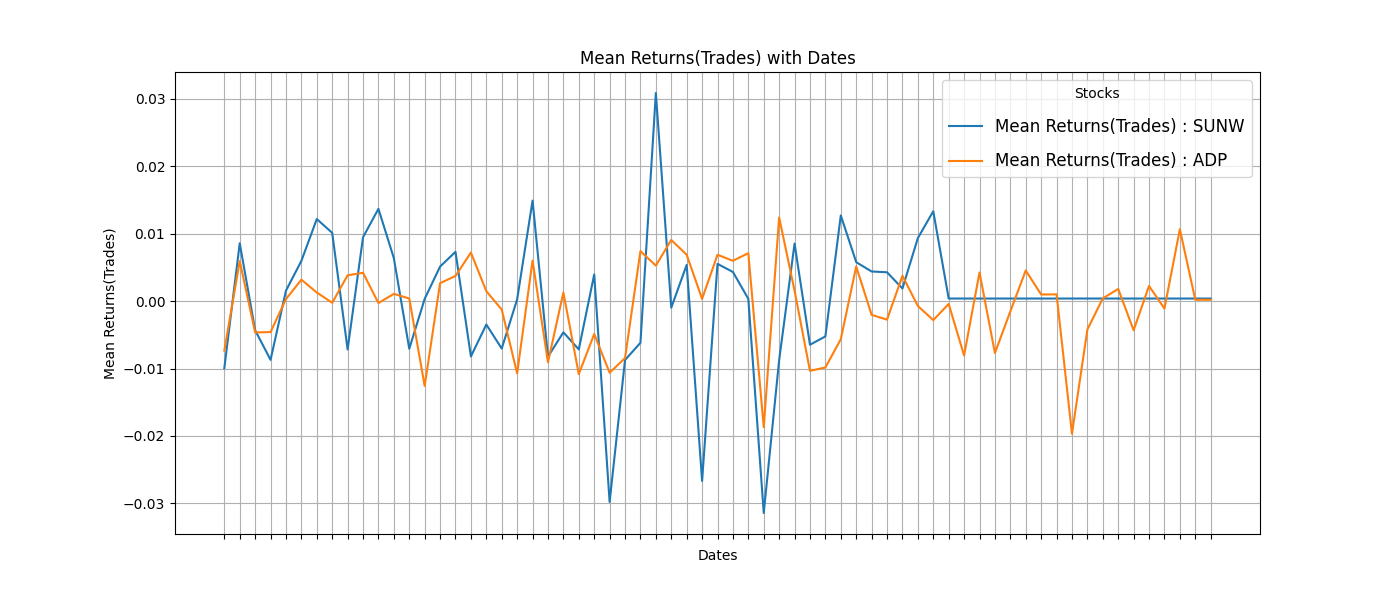 Mean Returns(Trades) with Dates
Stocks
Mean Returns(Trades) : SUNW
Mean Returns(Trades) : ADP
Mean Returns(Trades)
0.03
0.02
0.01
0.00
−0.01
−0.02
−0.03
Dates